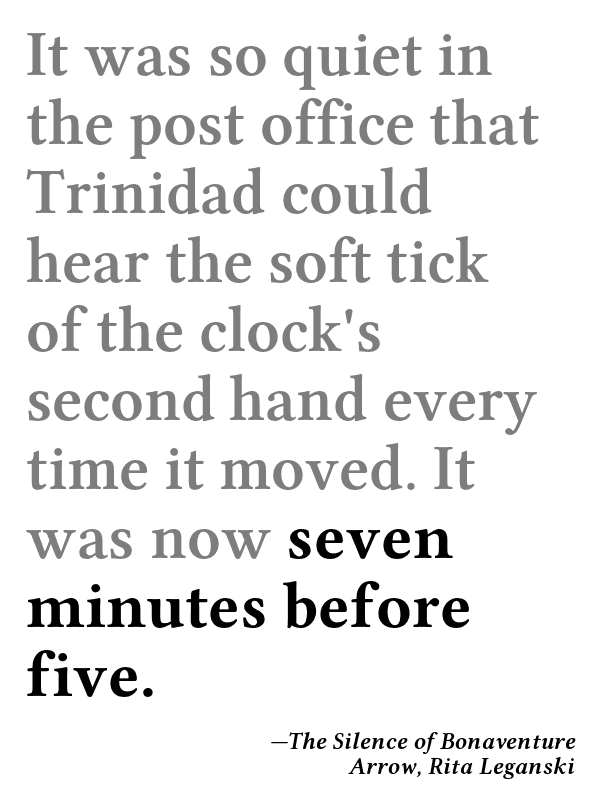 It was so quiet in
the post office that
Trinidad could
hear the soft tick
of the clock's
second hand every
time it moved. It
was now seven
minutes before
five.
—The Silence of Bonaventure
Arrow, Rita Leganski